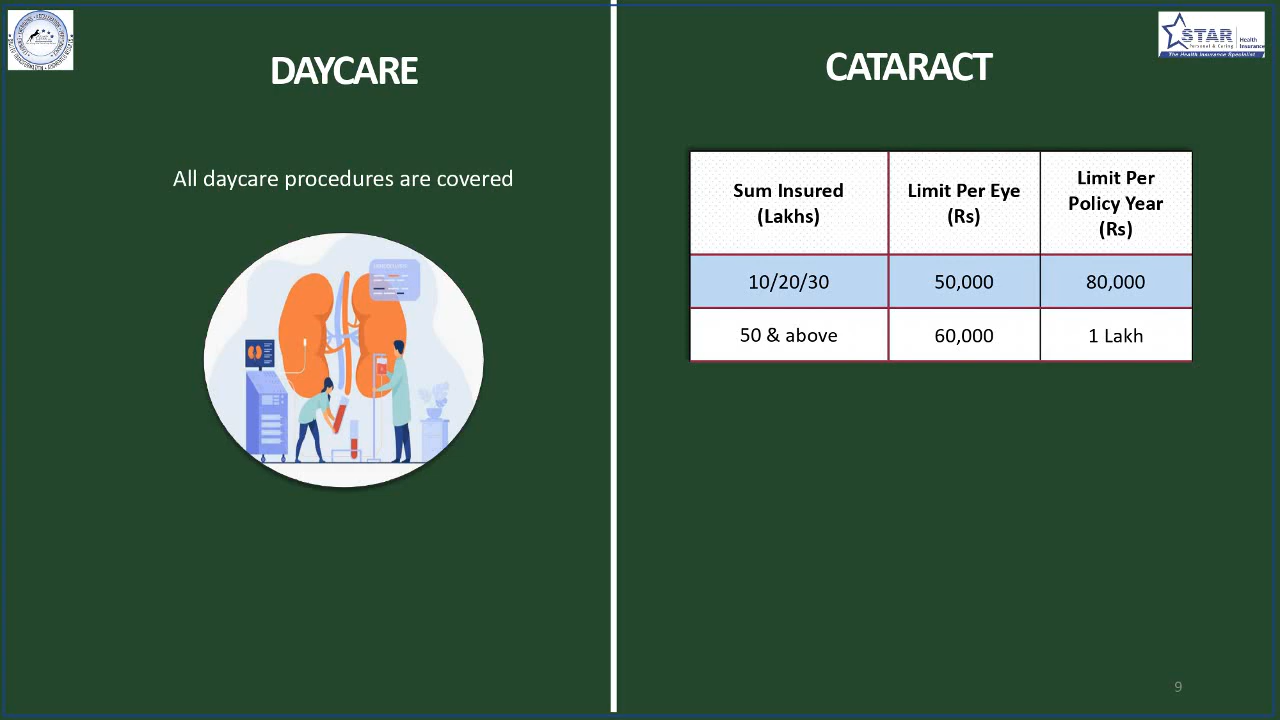 DAYCARE
All daycare procedures are covered
CATARACT
STAR
Health
Insurance
Personal & Caring
The Health Insurance Specialist
Sum Insured
(Lakhs)
Limit Per Eye
(Rs)
Limit Per
Policy Year
(Rs)
10/20/30
50,000
80,000
50 & above
60,000
1 Lakh
9